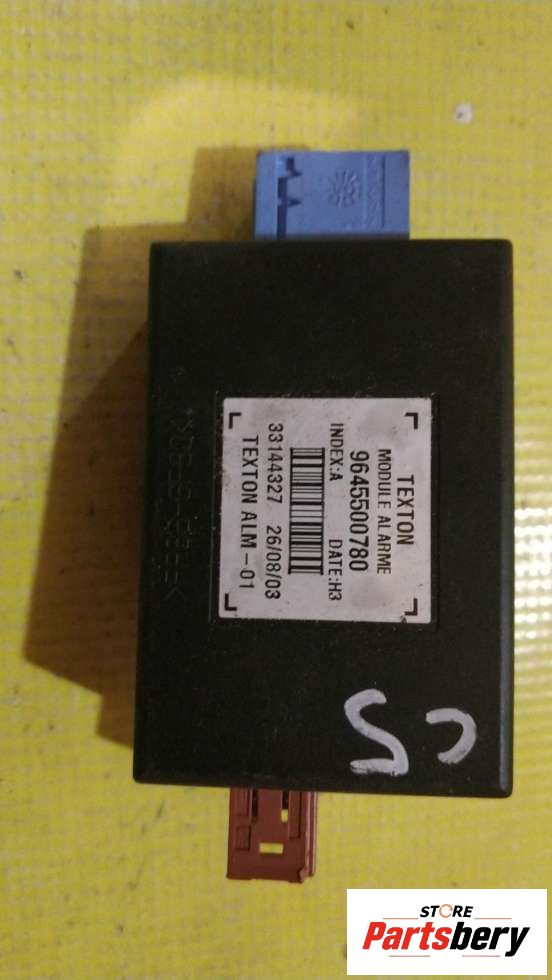 TEXTON
MODULE ALARME
9645500780
INDEX:A DATE:H3
33144327 26/08/03
TEXTON ALM-01
C5
STORE
Partsbery